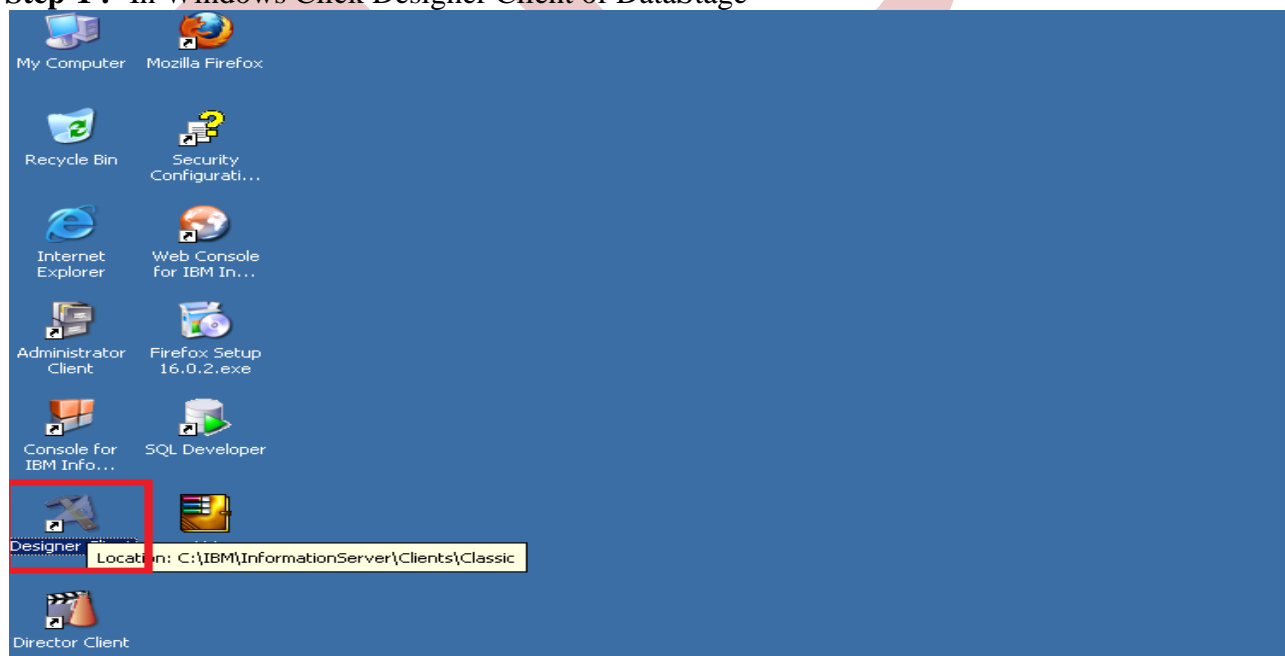 Step 1 : In Windows Click Designer Client of DataStage
My Computer
Mozilla Firefox
Recycle Bin
Security
Configurati...
Internet
Explorer
Web Console
for IBM In...
Administrator
Client
Firefox Setup
16.0.2.exe
Console for
IBM Info...
SQL Developer
Designer
Location: C:\IBM\InformationServer\Clients\Classic
Director Client